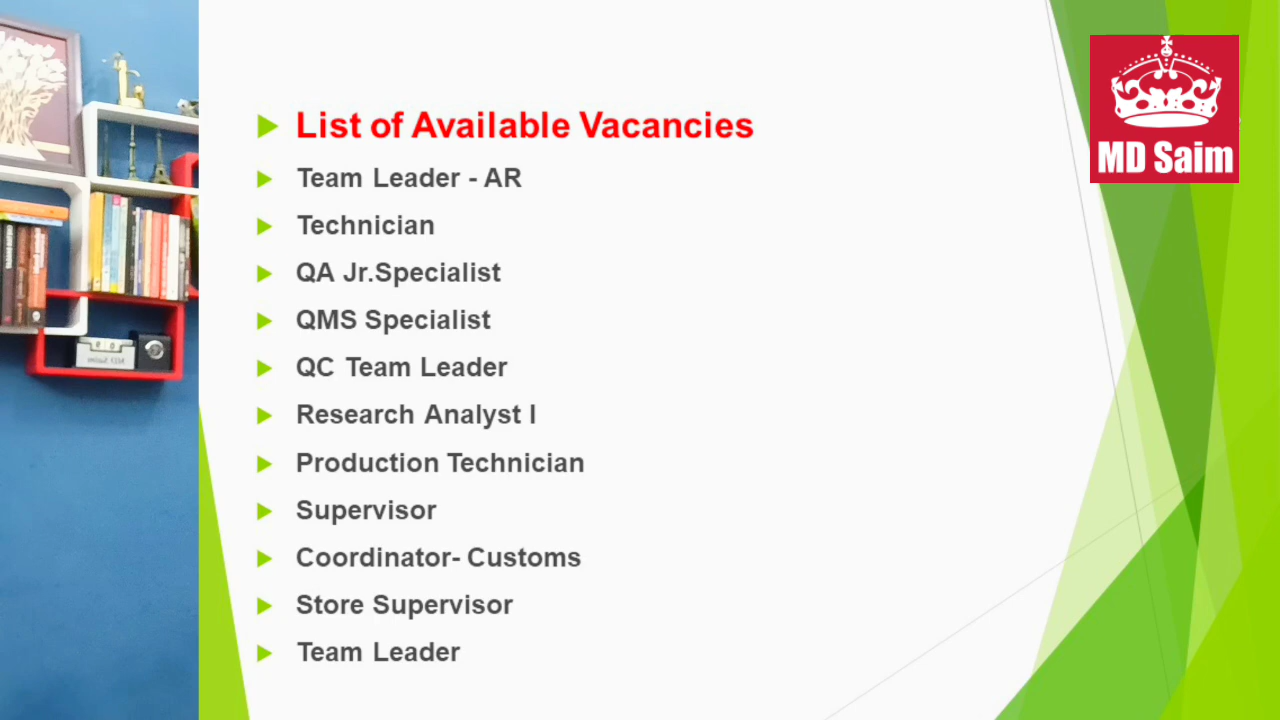 List of Available Vacancies
Team Leader - AR
Technician
QA Jr.Specialist
QMS Specialist
QC Team Leader
Research Analyst I
Production Technician
Supervisor
Coordinator- Customs
Store Supervisor
Team Leader
MD Saim